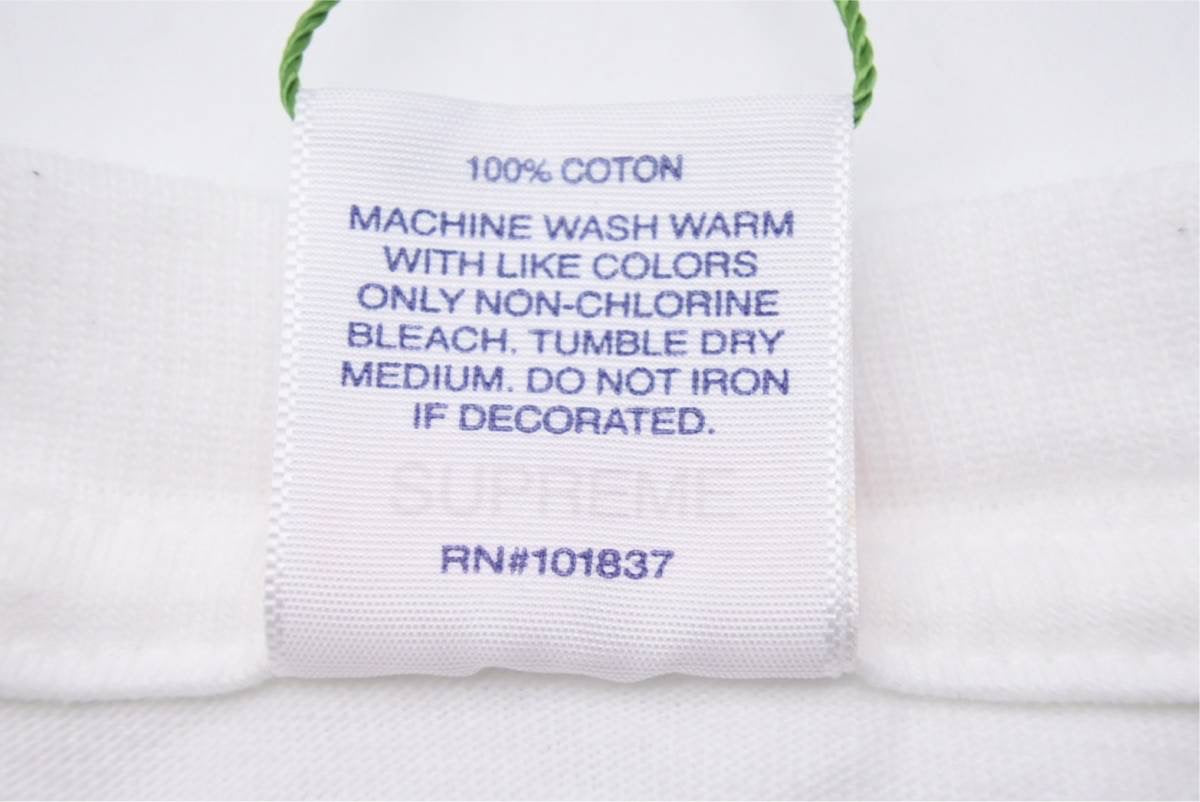 100% COTON
MACHINE WASH WARM
WITH LIKE COLORS
ONLY NON-CHLORINE
BLEACH. TUMBLE DRY
MEDIUM. DO NOT IRON
IF DECORATED.
SUPREME
RN#101837